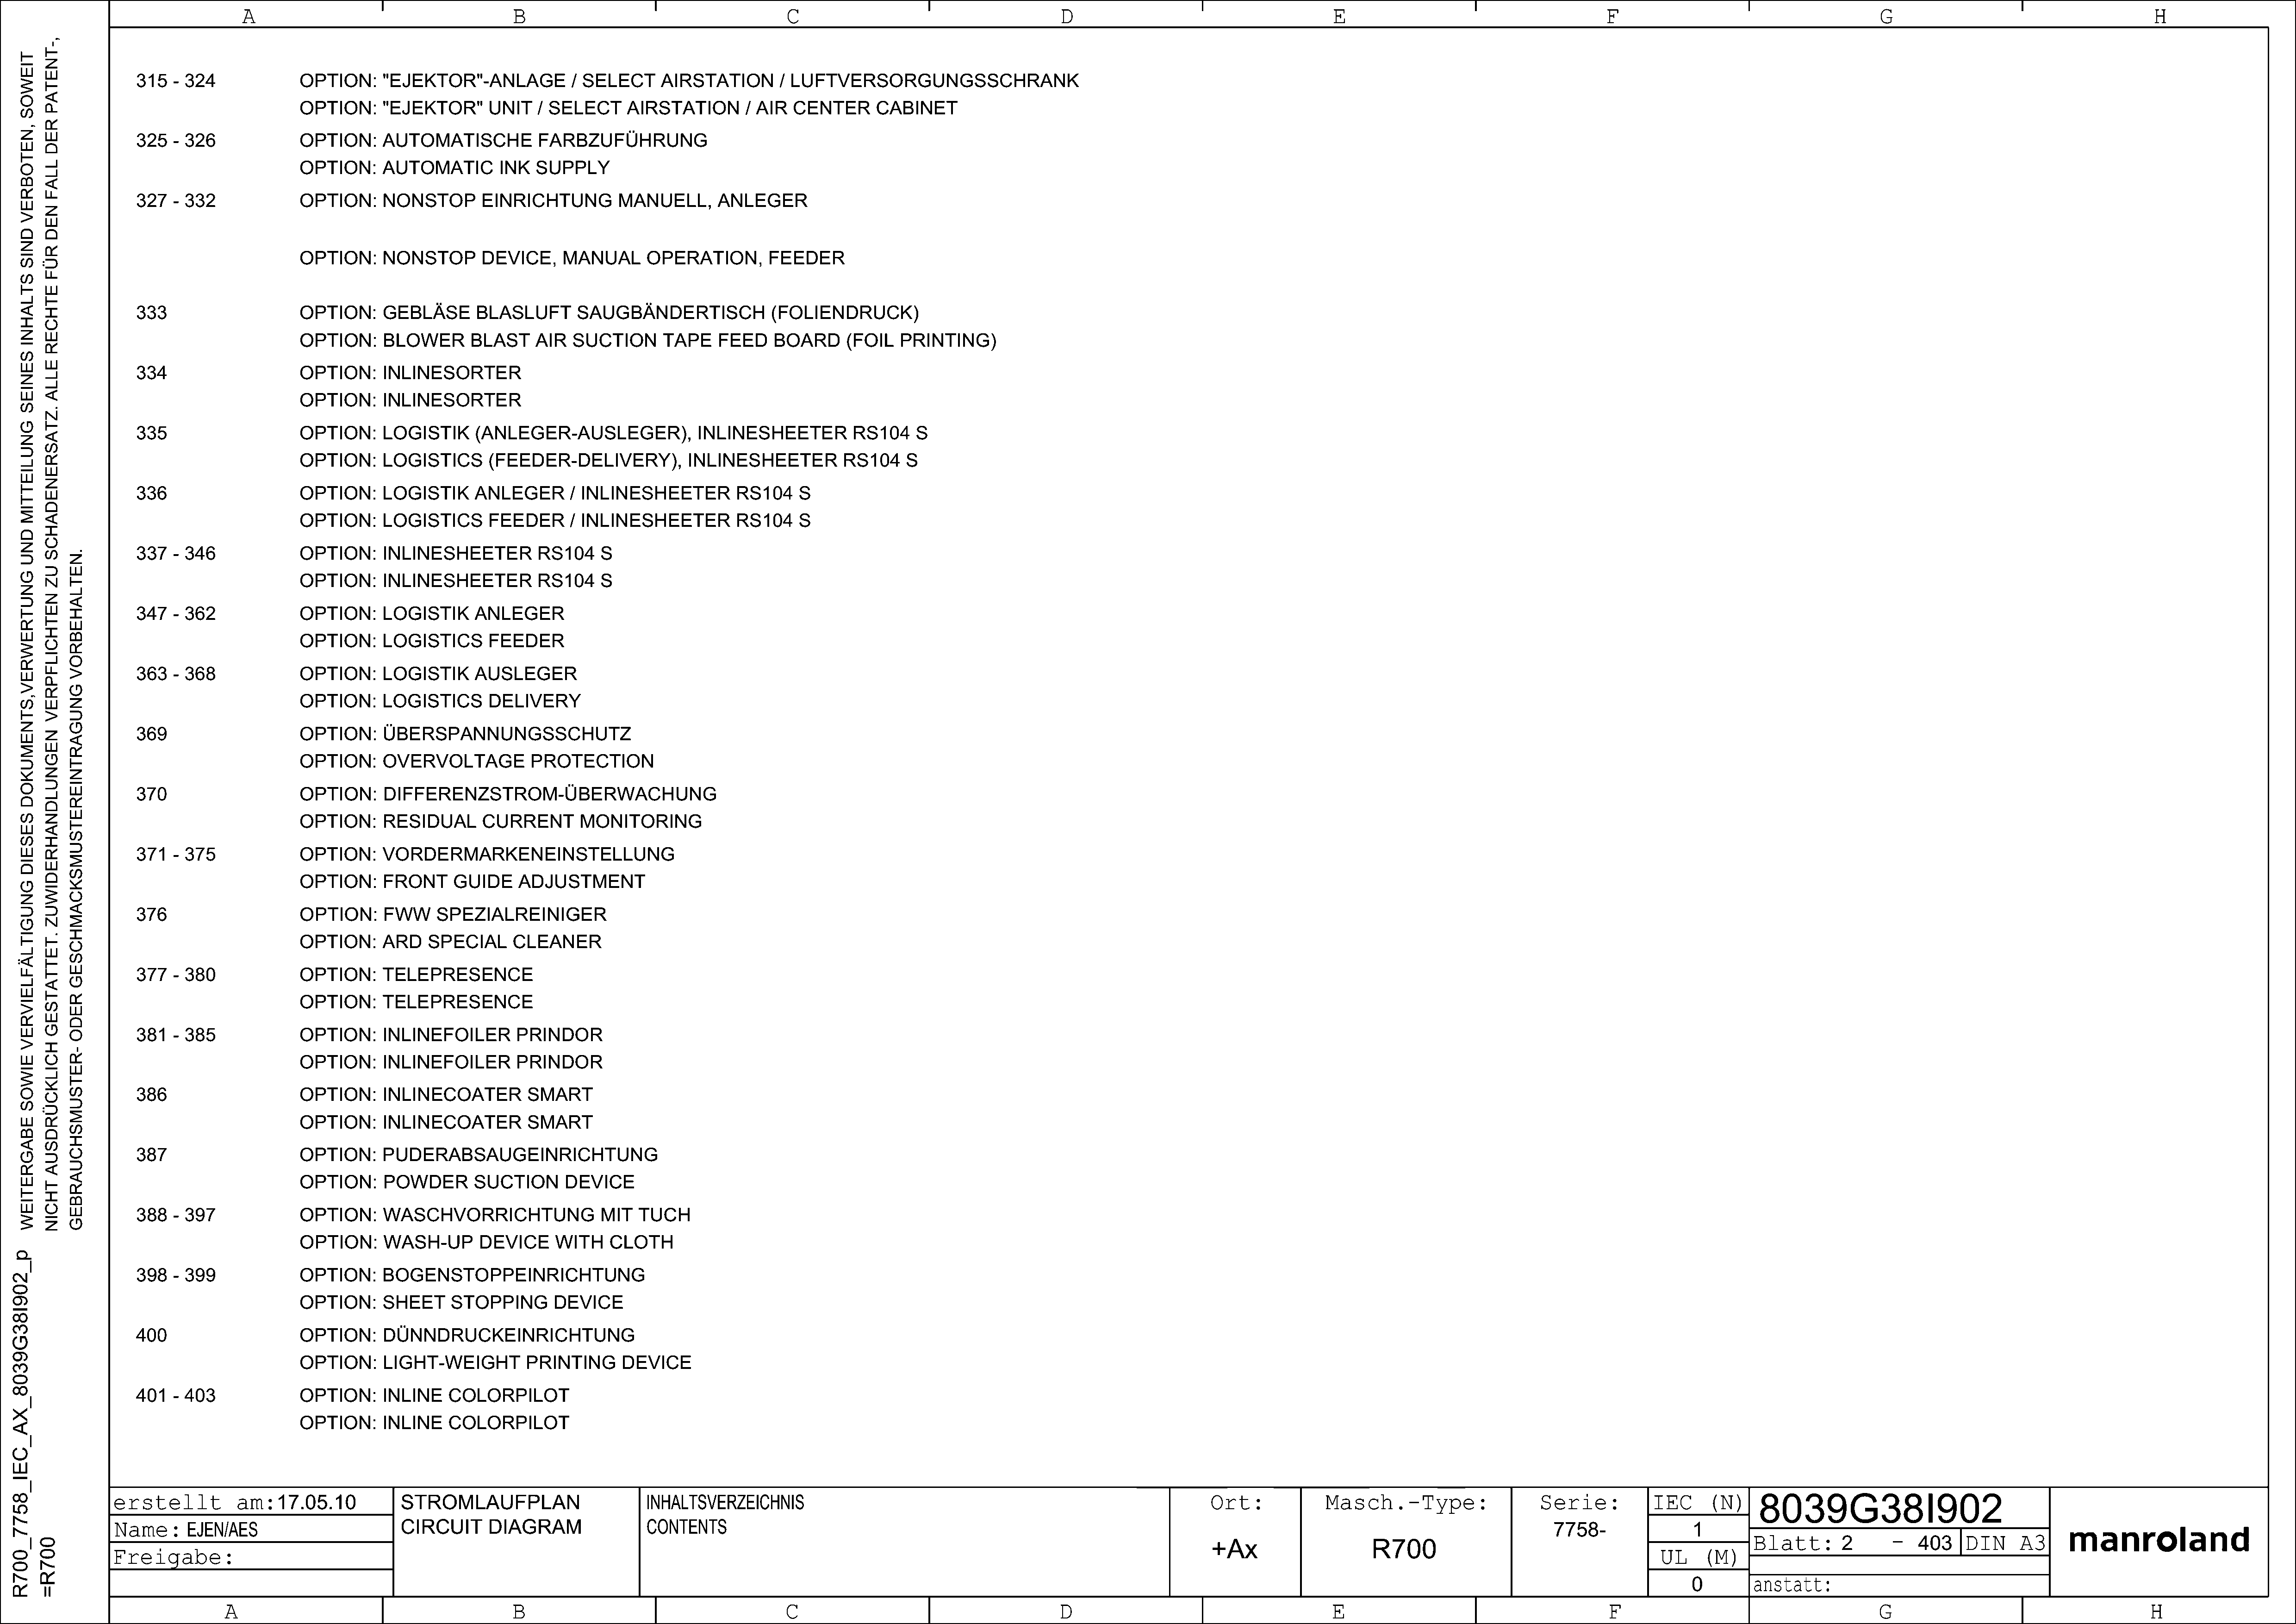 A B C D E F G H
315 - 324 OPTION: "EJEKTOR"-ANLAGE / SELECT AIRSTATION / LUFTVERSORGUNGSSCHRANK
OPTION: "EJEKTOR" UNIT / SELECT AIRSTATION / AIR CENTER CABINET
325 - 326 OPTION: AUTOMATISCHE FARBZUFÜHRUNG
OPTION: AUTOMATIC INK SUPPLY
327 - 332 OPTION: NONSTOP EINRICHTUNG MANUELL, ANLEGER
OPTION: NONSTOP DEVICE, MANUAL OPERATION, FEEDER
333 OPTION: GEBLÄSE BLASLUFT SAUGBÄNDERTISCH (FOLIENDRUCK)
OPTION: BLOWER BLAST AIR SUCTION TAPE FEED BOARD (FOIL PRINTING)
334 OPTION: INLINESORTER
OPTION: INLINESORTER
335 OPTION: LOGISTIK (ANLEGER-AUSLEGER), INLINESHEETER RS104 S
OPTION: LOGISTICS (FEEDER-DELIVERY), INLINESHEETER RS104 S
336 OPTION: LOGISTIK ANLEGER / INLINESHEETER RS104 S
OPTION: LOGISTICS FEEDER / INLINESHEETER RS104 S
337 - 346 OPTION: INLINESHEETER RS104 S
OPTION: INLINESHEETER RS104 S
347 - 362 OPTION: LOGISTIK ANLEGER
OPTION: LOGISTICS FEEDER
363 - 368 OPTION: LOGISTIK AUSLEGER
OPTION: LOGISTICS DELIVERY
369 OPTION: ÜBERSPANNUNGSSCHUTZ
OPTION: OVERVOLTAGE PROTECTION
370 OPTION: DIFFERENZSTROM-ÜBERWACHUNG
OPTION: RESIDUAL CURRENT MONITORING
371 - 375 OPTION: VORDERMARKENEINSTELLUNG
OPTION: FRONT GUIDE ADJUSTMENT
376 OPTION: FWW SPEZIALREINIGER
OPTION: ARD SPECIAL CLEANER
377 - 380 OPTION: TELEPRESENCE
OPTION: TELEPRESENCE
381 - 385 OPTION: INLINEFOILER PRINDOR
OPTION: INLINEFOILER PRINDOR
386 OPTION: INLINECOATER SMART
OPTION: INLINECOATER SMART
387 OPTION: PUDERABSAUGEINRICHTUNG
OPTION: POWDER SUCTION DEVICE
388 - 397 OPTION: WASCHVORRICHTUNG MIT TUCH
OPTION: WASH-UP DEVICE WITH CLOTH
398 - 399 OPTION: BOGENSTOPPEINRICHTUNG
OPTION: SHEET STOPPING DEVICE
400 OPTION: DÜNNDRUCKEINRICHTUNG
OPTION: LIGHT-WEIGHT PRINTING DEVICE
401 - 403 OPTION: INLINE COLORPILOT
OPTION: INLINE COLORPILOT
WEITERGABE SOWIE VERVIELFÄLTIGUNG DIESES DOKUMENTS,VERWERTUNG UND MITTEILUNG SEINES INHALTS SIND VERBOTEN, SOWEIT
NICHT AUSDRÜCKLICH GESTATTET. ZUWIDERHANDLUNGEN VERPFLICHTEN ZU SCHADENERSATZ. ALLE RECHTE FÜR DEN FALL DER PATENT-,
GEBRAUCHSMUSTER- ODER GESCHMACKSMUSTEREINTRAGUNG VORBEHALTEN.
R700_7758_IEC_AX_8039G38I902_p
=R700
erstellt am:17.05.10
Name: EJEN/AES
Freigabe:
STROMLAUFPLAN
CIRCUIT DIAGRAM
INHALTSVERZEICHNIS
CONTENTS
Ort:
+Ax
Masch.-Type:
R700
Serie:
7758-
IEC (N)
1
UL (M)
0
8039G38I902
Blatt: 2 - 403 DIN A3
anstatt:
manroland
A B C D E F G H